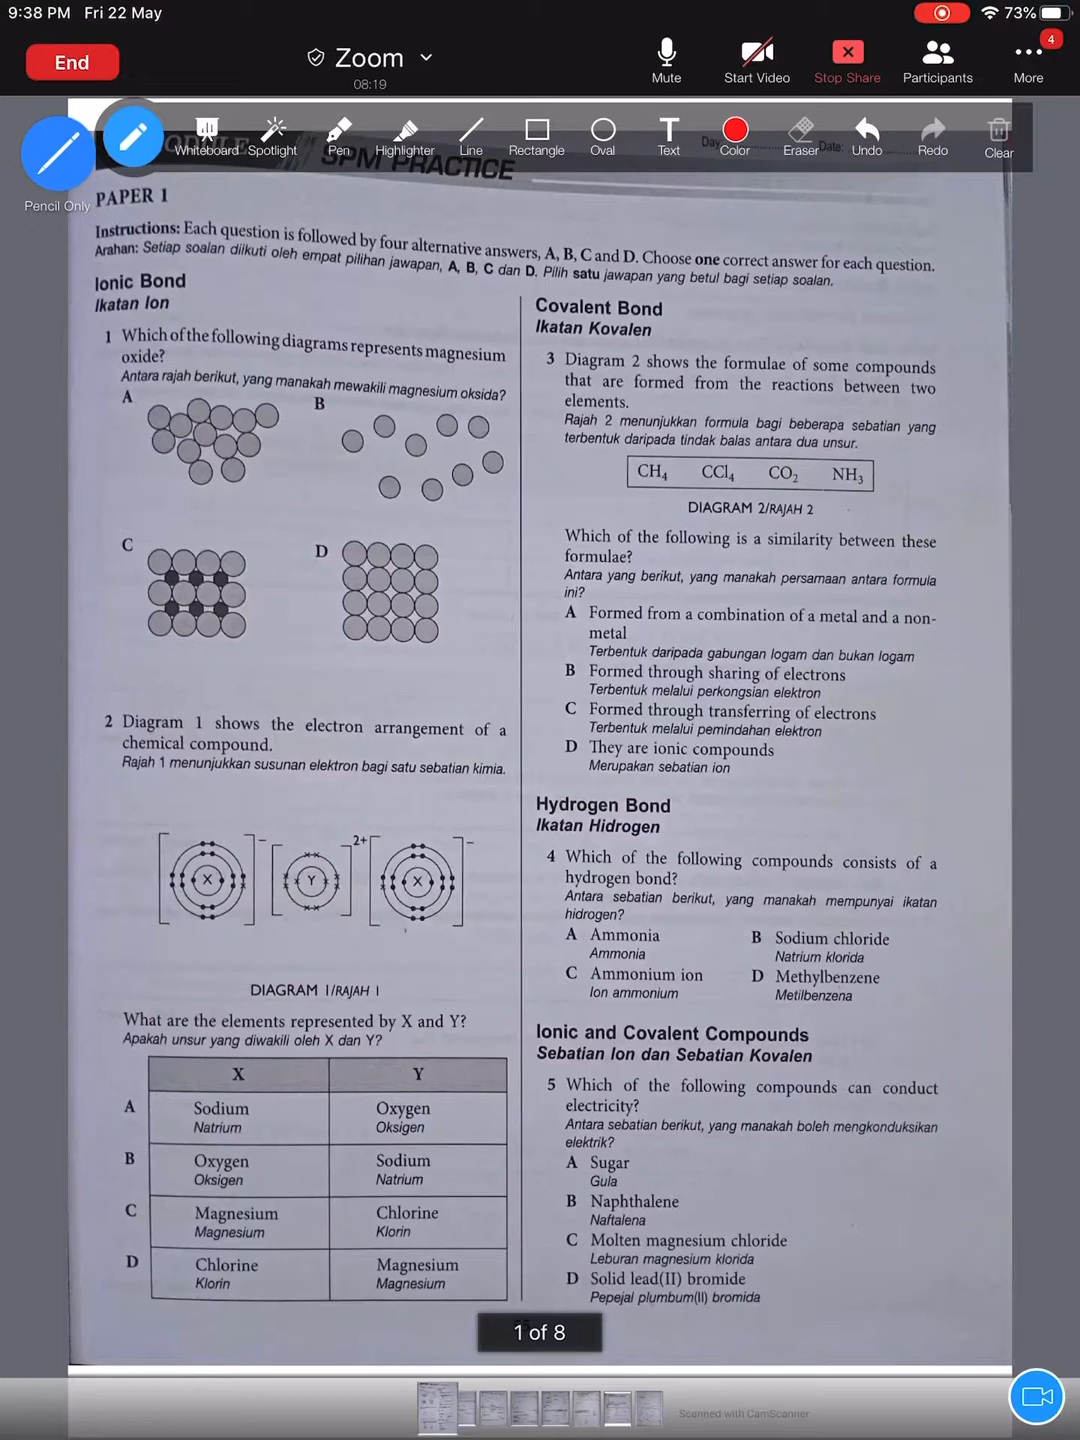 9:38 PM Fri 22 May
73%
End
Zoom
08:19
Mute
Start Video
Stop Share
Participants
More
4
Whiteboard
Spotlight
Pen
Highlighter
Line
Rectangle
Oval
Text
Color
Eraser
Undo
Redo
Clear
Pencil Only
SPM PRACTICE
Day
Date:
PAPER 1
Instructions: Each question is followed by four alternative answers, A, B, C and D. Choose one correct answer for each question.
Arahan: Setiap soalan diikuti oleh empat pilihan jawapan, A, B, C dan D. Pilih satu jawapan yang betul bagi setiap soalan.
Ionic Bond
Ikatan Ion
1 Which of the following diagrams represents magnesium
oxide?
Antara rajah berikut, yang manakah mewakili magnesium oksida?
A
B
C
D
2 Diagram 1 shows the electron arrangement of a
chemical compound.
Rajah 1 menunjukkan susunan elektron bagi satu sebatian kimia.
X
−
Y
2+
X
−
DIAGRAM 1/RAJAH 1
What are the elements represented by X and Y?
Apakah unsur yang diwakili oleh X dan Y?
X Y
A Sodium Oxygen
Natrium Oksigen
B Oxygen Sodium
Oksigen Natrium
C Magnesium Chlorine
Magnesium Klorin
D Chlorine Magnesium
Klorin Magnesium
Covalent Bond
Ikatan Kovalen
3 Diagram 2 shows the formulae of some compounds
that are formed from the reactions between two
elements.
Rajah 2 menunjukkan formula bagi beberapa sebatian yang
terbentuk daripada tindak balas antara dua unsur.
CH₄ CCl₄ CO₂ NH₃
DIAGRAM 2/RAJAH 2
Which of the following is a similarity between these
formulae?
Antara yang berikut, yang manakah persamaan antara formula
ini?
A Formed from a combination of a metal and a non-
metal
Terbentuk daripada gabungan logam dan bukan logam
B Formed through sharing of electrons
Terbentuk melalui perkongsian elektron
C Formed through transferring of electrons
Terbentuk melalui pemindahan elektron
D They are ionic compounds
Merupakan sebatian ion
Hydrogen Bond
Ikatan Hidrogen
4 Which of the following compounds consists of a
hydrogen bond?
Antara sebatian berikut, yang manakah mempunyai ikatan
hidrogen?
A Ammonia B Sodium chloride
Ammonia Natrium klorida
C Ammonium ion D Methylbenzene
Ion ammonium Metilbenzena
Ionic and Covalent Compounds
Sebatian Ion dan Sebatian Kovalen
5 Which of the following compounds can conduct
electricity?
Antara sebatian berikut, yang manakah boleh mengkonduksikan
elektrik?
A Sugar
Gula
B Naphthalene
Naftalena
C Molten magnesium chloride
Leburan magnesium klorida
D Solid lead(II) bromide
Pepejal plumbum(II) bromida
1 of 8
Scanned with CamScanner